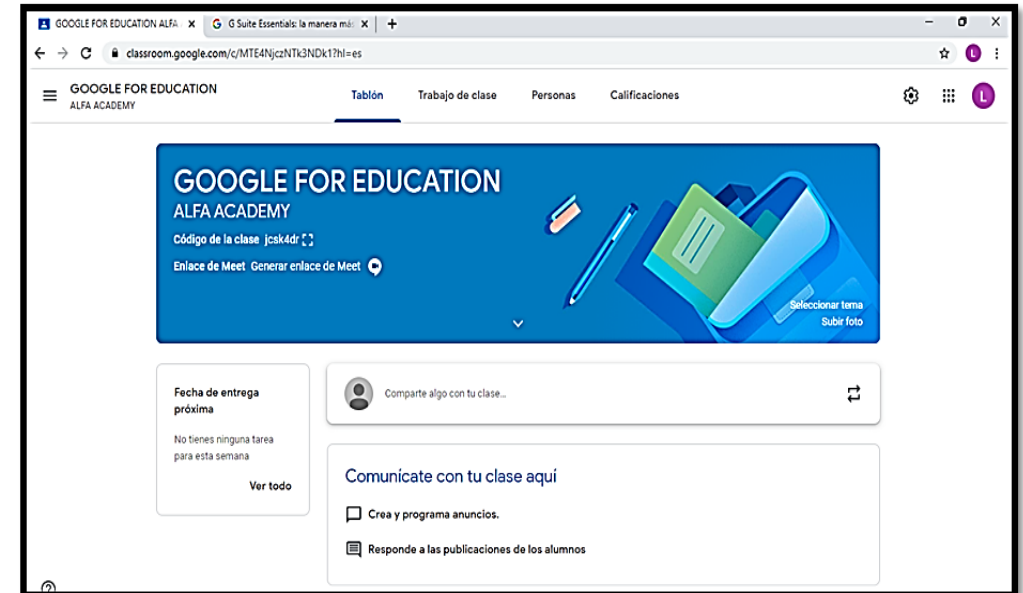 GOOGLE FOR EDUCATION ALFA
G Suite Essentials: la manera más
classroom.google.com/c/MTE4NjczNTk3NDk1?hl=es
L
GOOGLE FOR EDUCATION
ALFA ACADEMY
Tablón Trabajo de clase Personas Calificaciones
L
GOOGLE FOR EDUCATION
ALFA ACADEMY
Código de la clase jcsk4dr
Enlace de Meet Generar enlace de Meet
Seleccionar tema
Subir foto
Fecha de entrega
próxima
No tienes ninguna tarea
para esta semana
Ver todo
Comparte algo con tu clase...
Comunícate con tu clase aquí
Crea y programa anuncios.
Responde a las publicaciones de los alumnos